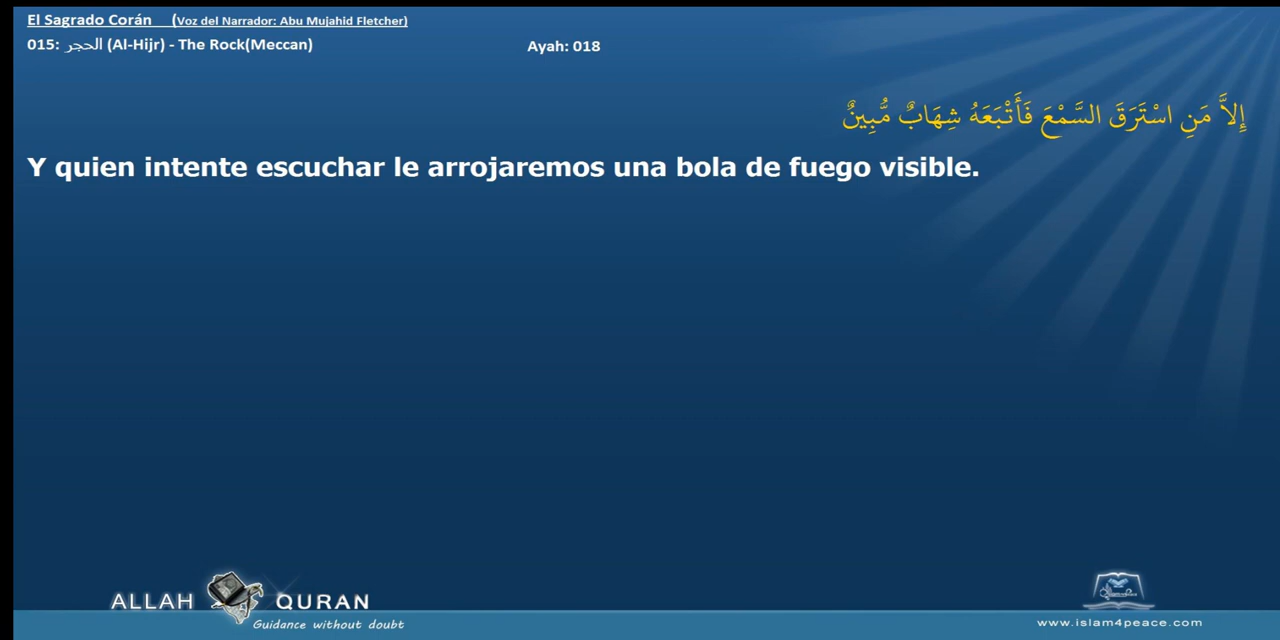 El Sagrado Corán (Voz del Narrador: Abu Mujahid Fletcher)
015: الحجر (Al-Hijr) - The Rock(Meccan) Ayah: 018
إِلاَّ مَنِ اسْتَرَقَ السَّمْعَ فَأَتْبَعَهُ شِهَابٌ مُّبِينٌ
Y quien intente escuchar le arrojaremos una bola de fuego visible.
ALLAH QURAN
Guidance without doubt
www.islam4peace.com